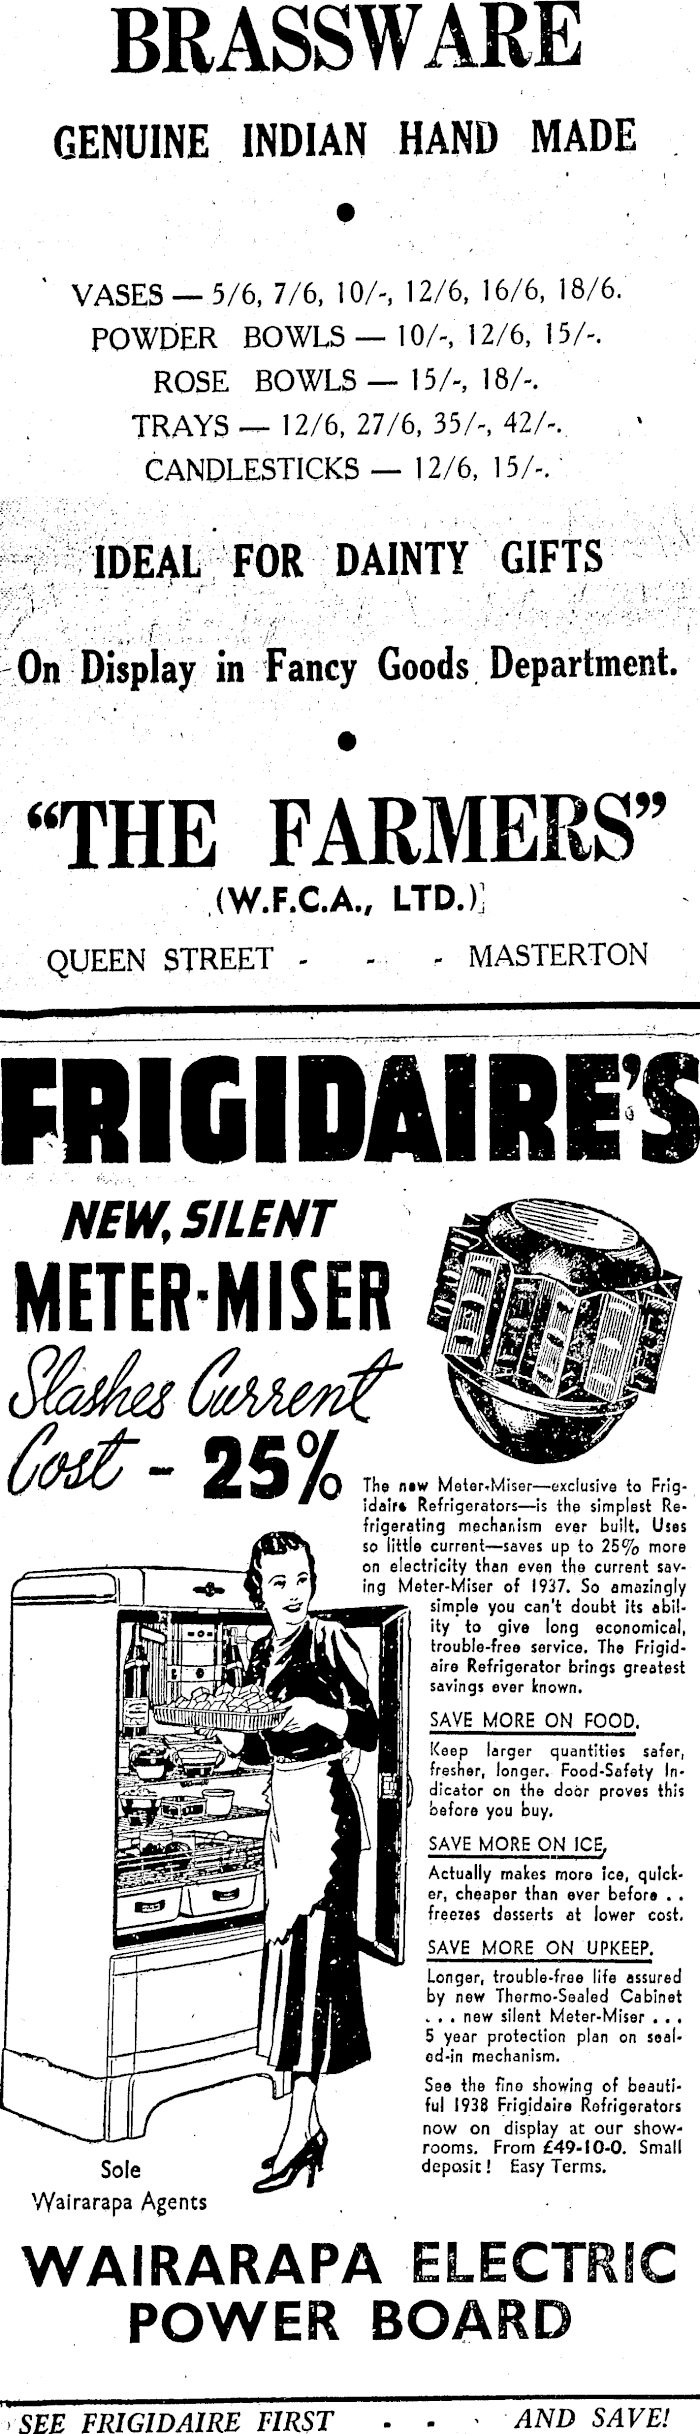 BRASSWARE
GENUINE INDIAN HAND MADE
VASES — 5/6, 7/6, 10/-, 12/6, 16/6, 18/6.
POWDER BOWLS — 10/-, 12/6, 15/-.
ROSE BOWLS — 15/-, 18/-.
TRAYS — 12/6, 27/6, 35/-, 42/-.
CANDLESTICKS — 12/6, 15/-.
IDEAL FOR DAINTY GIFTS
On Display in Fancy Goods Department.
“THE FARMERS”
(W.F.C.A., LTD.)
QUEEN STREET - - - MASTERTON
FRIGIDAIRE'S
NEW, SILENT
METER-MISER
Slashes Current
Cost - 25%
The new Meter-Miser—exclusive to Frig-
idaire Refrigerators—is the simplest Re-
frigerating mechanism ever built. Uses
so little current—saves up to 25% more
on electricity than even the current sav-
ing Meter-Miser of 1937. So amazingly
simple you can't doubt its abil-
ity to give long economical,
trouble-free service. The Frigid-
aire Refrigerator brings greatest
savings ever known.
SAVE MORE ON FOOD.
Keep larger quantities safer,
fresher, longer. Food-Safety In-
dicator on the door proves this
before you buy.
SAVE MORE ON ICE,
Actually makes more ice, quick-
er, cheaper than ever before . .
freezes desserts at lower cost.
SAVE MORE ON UPKEEP.
Longer, trouble-free life assured
by new Thermo-Sealed Cabinet
. . . new silent Meter-Miser . . .
5 year protection plan on seal-
ed-in mechanism.
See the fine showing of beauti-
ful 1938 Frigidaire Refrigerators
now on display at our show-
rooms. From £49-10-0. Small
deposit! Easy Terms.
Sole
Wairarapa Agents
WAIRARAPA ELECTRIC
POWER BOARD
SEE FRIGIDAIRE FIRST - - - AND SAVE!